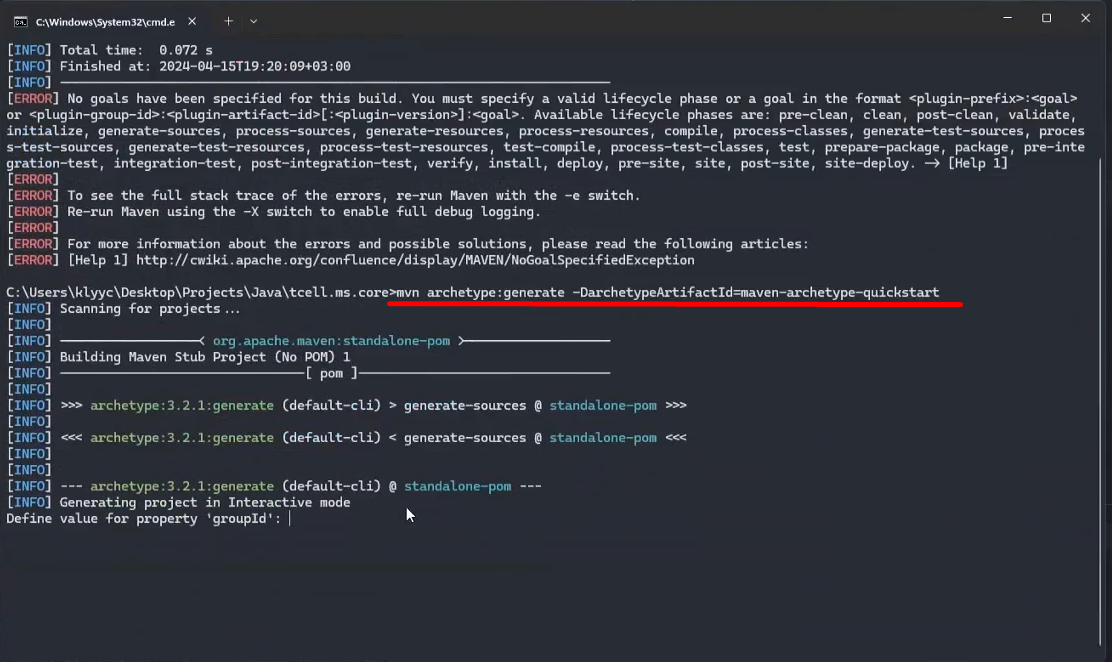 C:\Windows\System32\cmd.e
[INFO] Total time:  0.072 s
[INFO] Finished at: 2024-04-15T19:20:09+03:00
[INFO] ------------------------------------------------------------------------
[ERROR] No goals have been specified for this build. You must specify a valid lifecycle phase or a goal in the format <plugin-prefix>:<goal>
or <plugin-group-id>:<plugin-artifact-id>[:<plugin-version>]:<goal>. Available lifecycle phases are: pre-clean, clean, post-clean, validate,
initialize, generate-sources, process-sources, generate-resources, process-resources, compile, process-classes, generate-test-sources, proces
s-test-sources, generate-test-resources, process-test-resources, test-compile, process-test-classes, test, prepare-package, package, pre-inte
gration-test, integration-test, post-integration-test, verify, install, deploy, pre-site, site, post-site, site-deploy. --> [Help 1]
[ERROR]
[ERROR] To see the full stack trace of the errors, re-run Maven with the -e switch.
[ERROR] Re-run Maven using the -X switch to enable full debug logging.
[ERROR]
[ERROR] For more information about the errors and possible solutions, please read the following articles:
[ERROR] [Help 1] http://cwiki.apache.org/confluence/display/MAVEN/NoGoalSpecifiedException
C:\Users\klyyc\Desktop\Projects\Java\tcell.ms.core>mvn archetype:generate -DarchetypeArtifactId=maven-archetype-quickstart
[INFO] Scanning for projects...
[INFO]
[INFO] -------------------< org.apache.maven:standalone-pom >-------------------
[INFO] Building Maven Stub Project (No POM) 1
[INFO] --------------------------------[ pom ]---------------------------------
[INFO]
[INFO] >>> archetype:3.2.1:generate (default-cli) > generate-sources @ standalone-pom >>>
[INFO]
[INFO] <<< archetype:3.2.1:generate (default-cli) < generate-sources @ standalone-pom <<<
[INFO]
[INFO]
[INFO] --- archetype:3.2.1:generate (default-cli) @ standalone-pom ---
[INFO] Generating project in Interactive mode
Define value for property 'groupId':